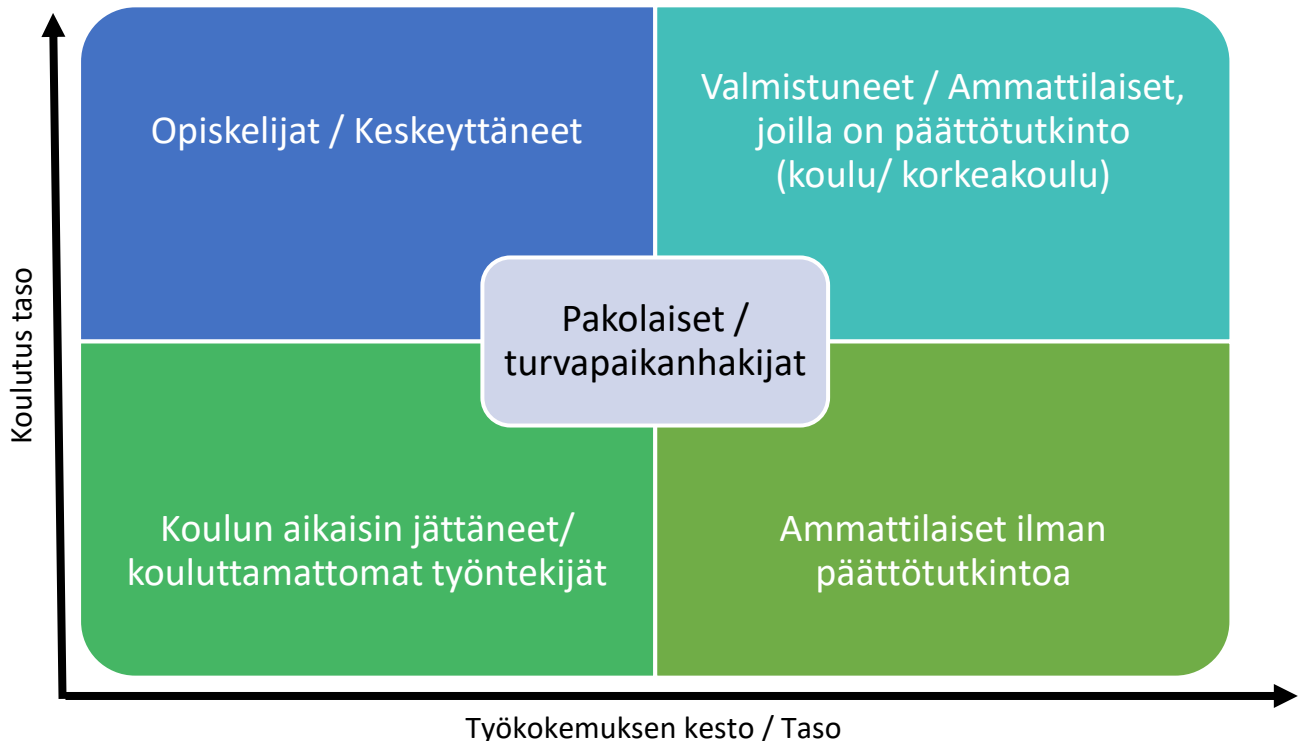 Opiskelijat / Keskeyttäneet
Valmistuneet / Ammattilaiset,
joilla on päättötutkinto
(koulu/ korkeakoulu)
Pakolaiset /
turvapaikanhakijat
Koulutus taso
Koulun aikaisin jättäneet/
kouluttamattomat työntekijät
Ammattilaiset ilman
päättötutkintoa
Työkokemuksen kesto / Taso